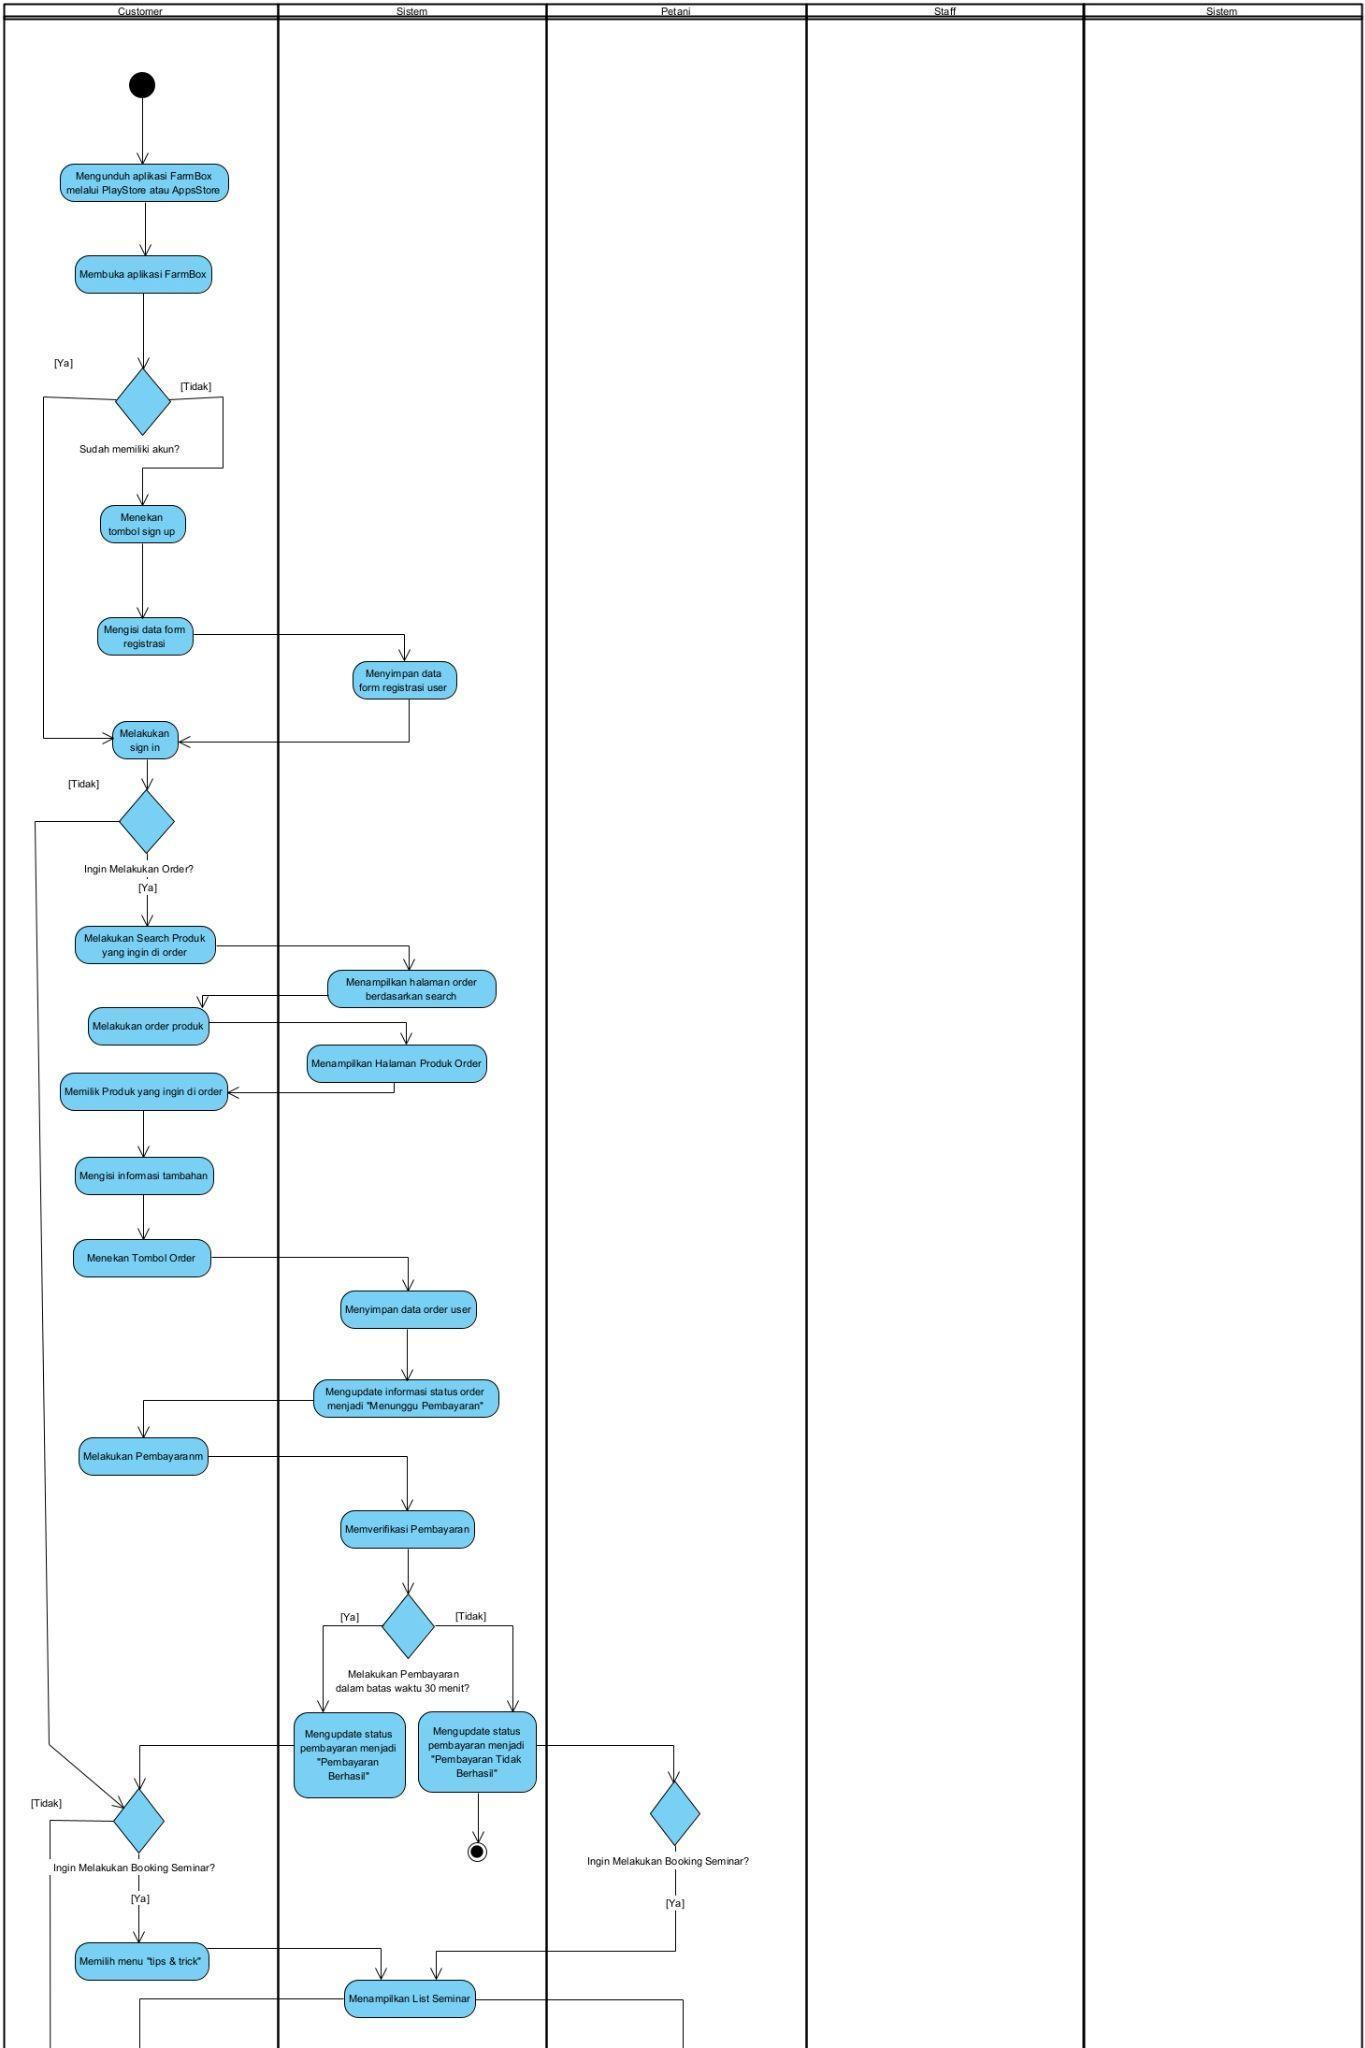 Customer
Sistem
Petani
Staff
Sistem
Mengunduh aplikasi FarmBox
melalui PlayStore atau AppsStore
Membuka aplikasi FarmBox
[Ya]
[Tidak]
Sudah memiliki akun?
Menekan
tombol sign up
Mengisi data form
registrasi
Menyimpan data
form registrasi user
Melakukan
sign in
[Tidak]
Ingin Melakukan Order?
[Ya]
Melakukan Search Produk
yang ingin di order
Menampilkan halaman order
berdasarkan search
Melakukan order produk
Menampilkan Halaman Produk Order
Memilik Produk yang ingin di order
Mengisi informasi tambahan
Menekan Tombol Order
Menyimpan data order user
Mengupdate informasi status order
menjadi "Menunggu Pembayaran"
Melakukan Pembayaranm
Memverifikasi Pembayaran
[Ya]
[Tidak]
Melakukan Pembayaran
dalam batas waktu 30 menit?
Mengupdate status
pembayaran menjadi
"Pembayaran
Berhasil"
Mengupdate status
pembayaran menjadi
"Pembayaran Tidak
Berhasil"
[Tidak]
Ingin Melakukan Booking Seminar?
[Ya]
Ingin Melakukan Booking Seminar?
[Ya]
Memilih menu "tips & trick"
Menampilkan List Seminar